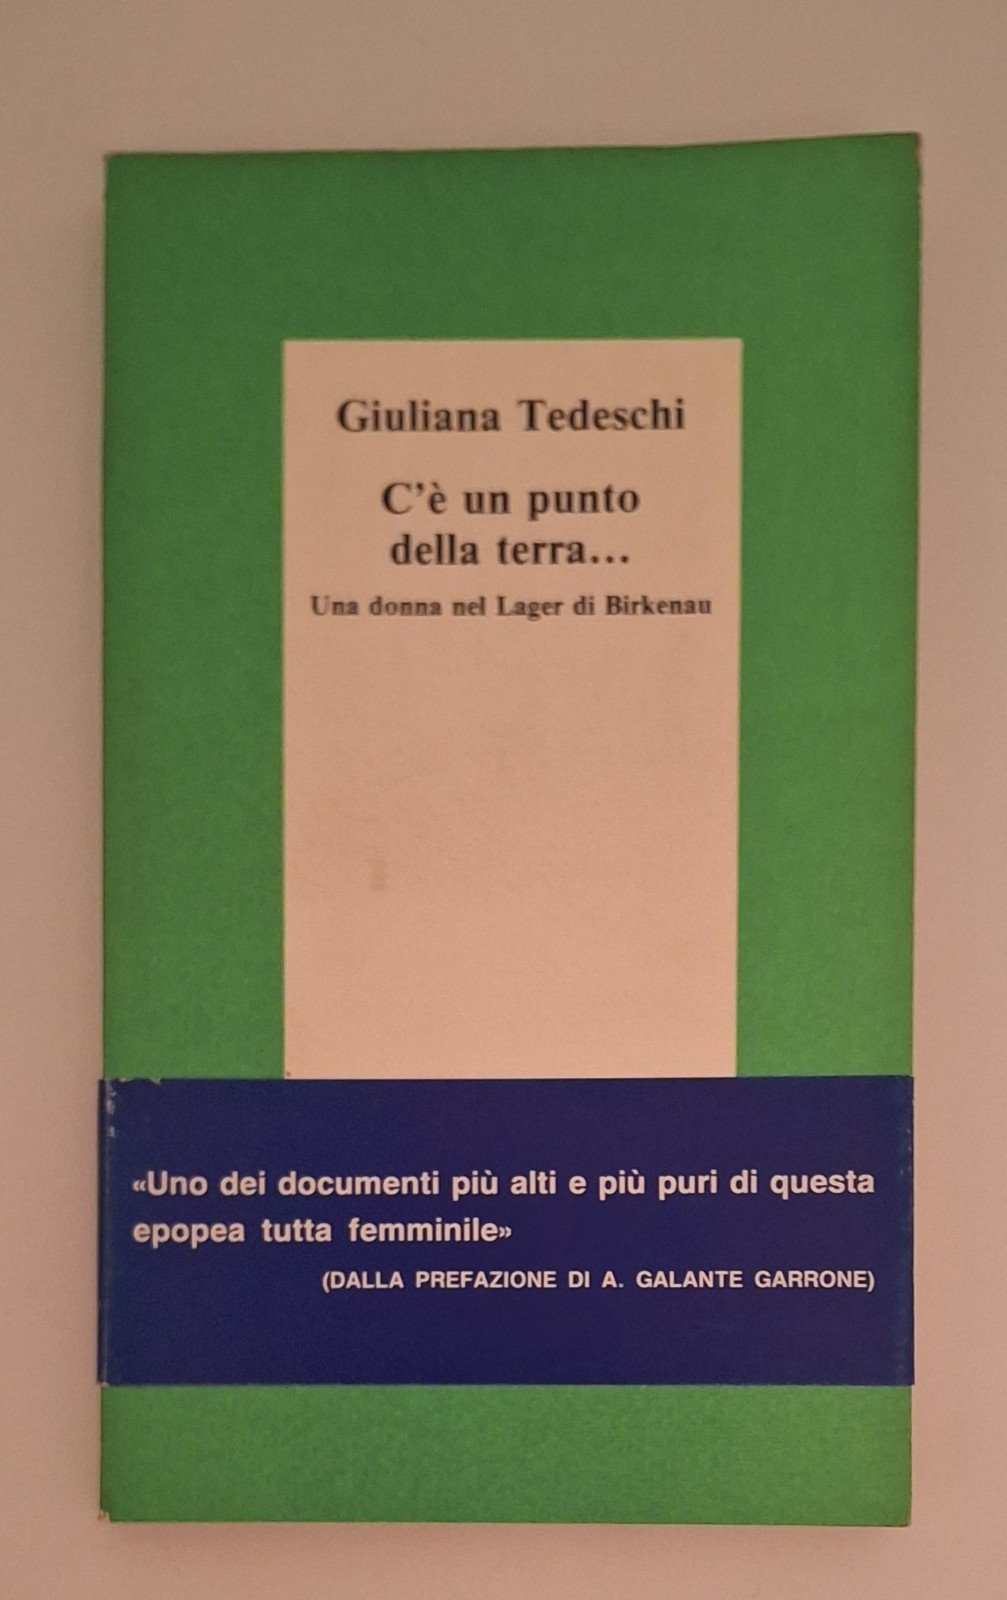 Giuliana Tedeschi
C'è un punto
della terra...
Una donna nel Lager di Birkenau
«Uno dei documenti più alti e più puri di questa
epopea tutta femminile»
(DALLA PREFAZIONE DI A. GALANTE GARRONE)